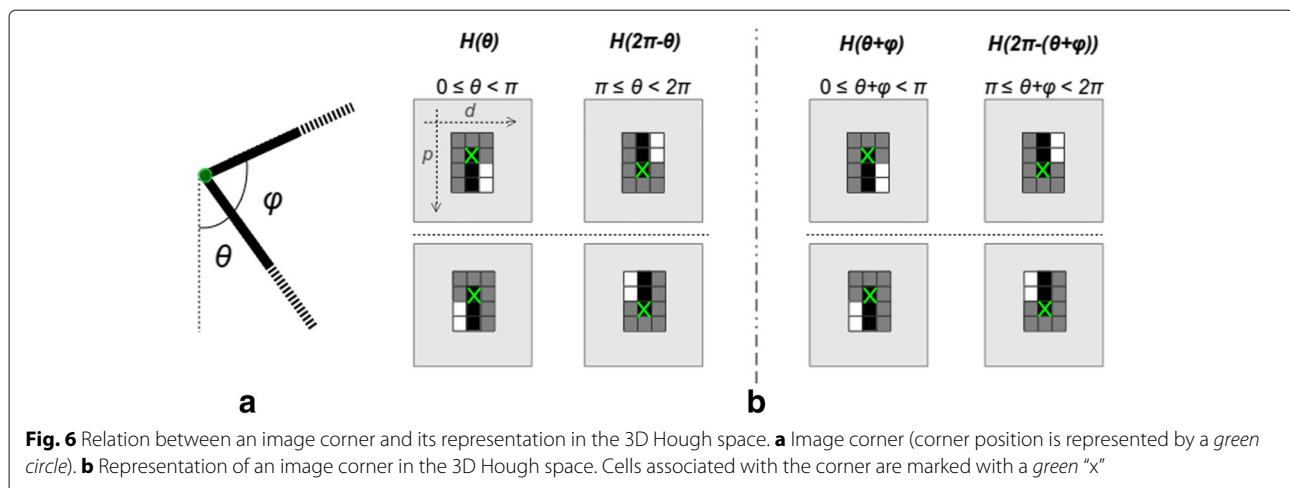 H(θ) H(2π-θ) H(θ+φ) H(2π-(θ+φ))
0 ≤ θ < π π ≤ θ < 2π 0 ≤ θ+φ < π π ≤ θ+φ < 2π
d
p
φ
θ
a b
Fig. 6 Relation between an image corner and its representation in the 3D Hough space. a Image corner (corner position is represented by a green
circle). b Representation of an image corner in the 3D Hough space. Cells associated with the corner are marked with a green “x”